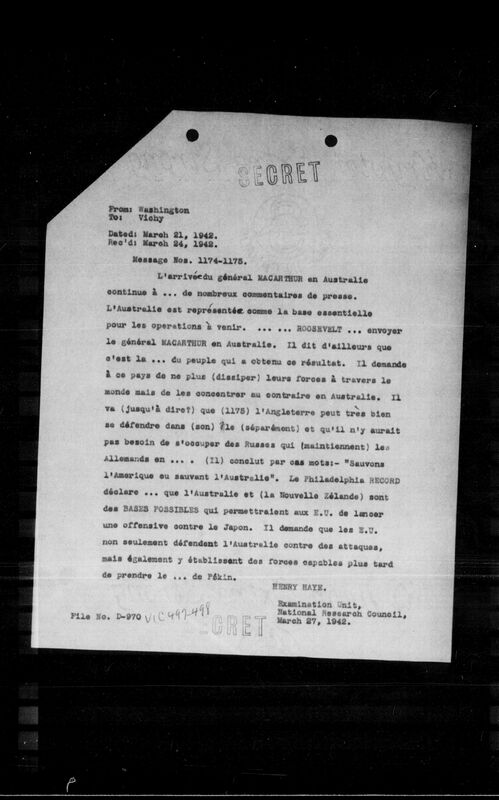 SECRET
From: Washington
To: Vichy
Dated: March 21, 1942.
Rec'd: March 24, 1942.
Message Nos. 1174-1175.
L'arrivée du général MACARTHUR en Australie
continue à ... de nombreux commentaires de presse.
L'Australie est représentée comme la base essentielle
pour les operations à venir. ... ... ROOSEVELT ... envoyer
le général MACARTHUR en Australie. Il dit d'ailleurs que
c'est la ... du peuple qui a obtenu ce résultat. Il demande
à ce pays de ne plus (dissiper) leurs forces à travers le
monde mais de les concentrer au contraire en Australie. Il
va (jusqu'à dire?) que (1175) l'Angleterre peut très bien
se défendre dans (son) île (séparément) et qu'il n'y aurait
pas besoin de s'occuper des Russes qui (maintiennent) les
Allemands en ... . (Il) conclut par cas mots:- "Sauvons
l'Amerique eu sauvant l'Australie". Le Philadelphia RECORD
déclare ... que l'Australie et (la Nouvelle Zélande) sont
des BASES POSSIBLES qui permettraient aux E.U. de lancer
une offensive contre le Japon. Il demande que les E.U.
non seulement défendent l'Australie contre des attaques,
mais également y établissent des forces capables plus tard
de prendre le ... de Pékin.
HENRY HAYE.
Examination Unit,
National Research Council,
March 27, 1942.
File No. D-970 VIC 497-498
CRET